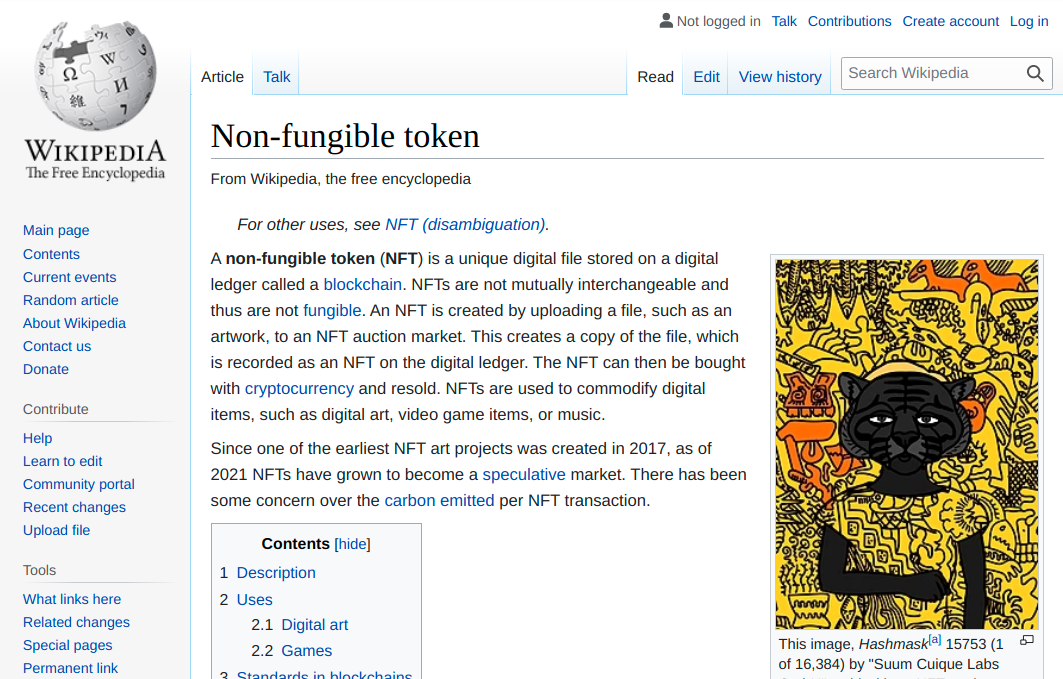 Not logged in Talk Contributions Create account Log in
Article Talk Read Edit View history Search Wikipedia
WIKIPEDIA
The Free Encyclopedia
Main page
Contents
Current events
Random article
About Wikipedia
Contact us
Donate
Contribute
Help
Learn to edit
Community portal
Recent changes
Upload file
Tools
What links here
Related changes
Special pages
Permanent link
Non-fungible token
From Wikipedia, the free encyclopedia
For other uses, see NFT (disambiguation).
A non-fungible token (NFT) is a unique digital file stored on a digital
ledger called a blockchain. NFTs are not mutually interchangeable and
thus are not fungible. An NFT is created by uploading a file, such as an
artwork, to an NFT auction market. This creates a copy of the file, which
is recorded as an NFT on the digital ledger. The NFT can then be bought
with cryptocurrency and resold. NFTs are used to commodify digital
items, such as digital art, video game items, or music.
Since one of the earliest NFT art projects was created in 2017, as of
2021 NFTs have grown to become a speculative market. There has been
some concern over the carbon emitted per NFT transaction.
Contents [hide]
1 Description
2 Uses
2.1 Digital art
2.2 Games
3 Standards in blockchains
This image, Hashmask[a] 15753 (1
of 16,384) by "Suum Cuique Labs